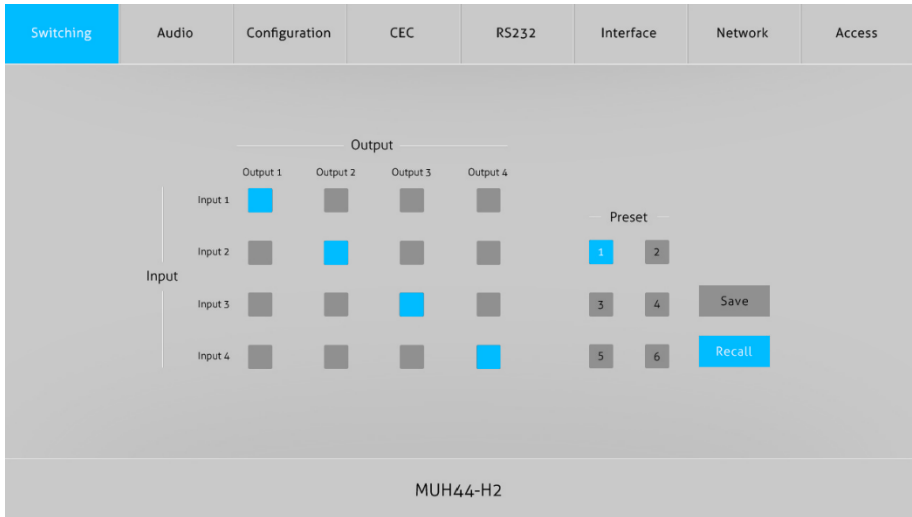 Switching Audio Configuration CEC RS232 Interface Network Access
Output
Output 1 Output 2 Output 3 Output 4
Input 1
Preset
Input 2 1 2
Input
Input 3 3 4 Save
Input 4 5 6 Recall
MUH44-H2